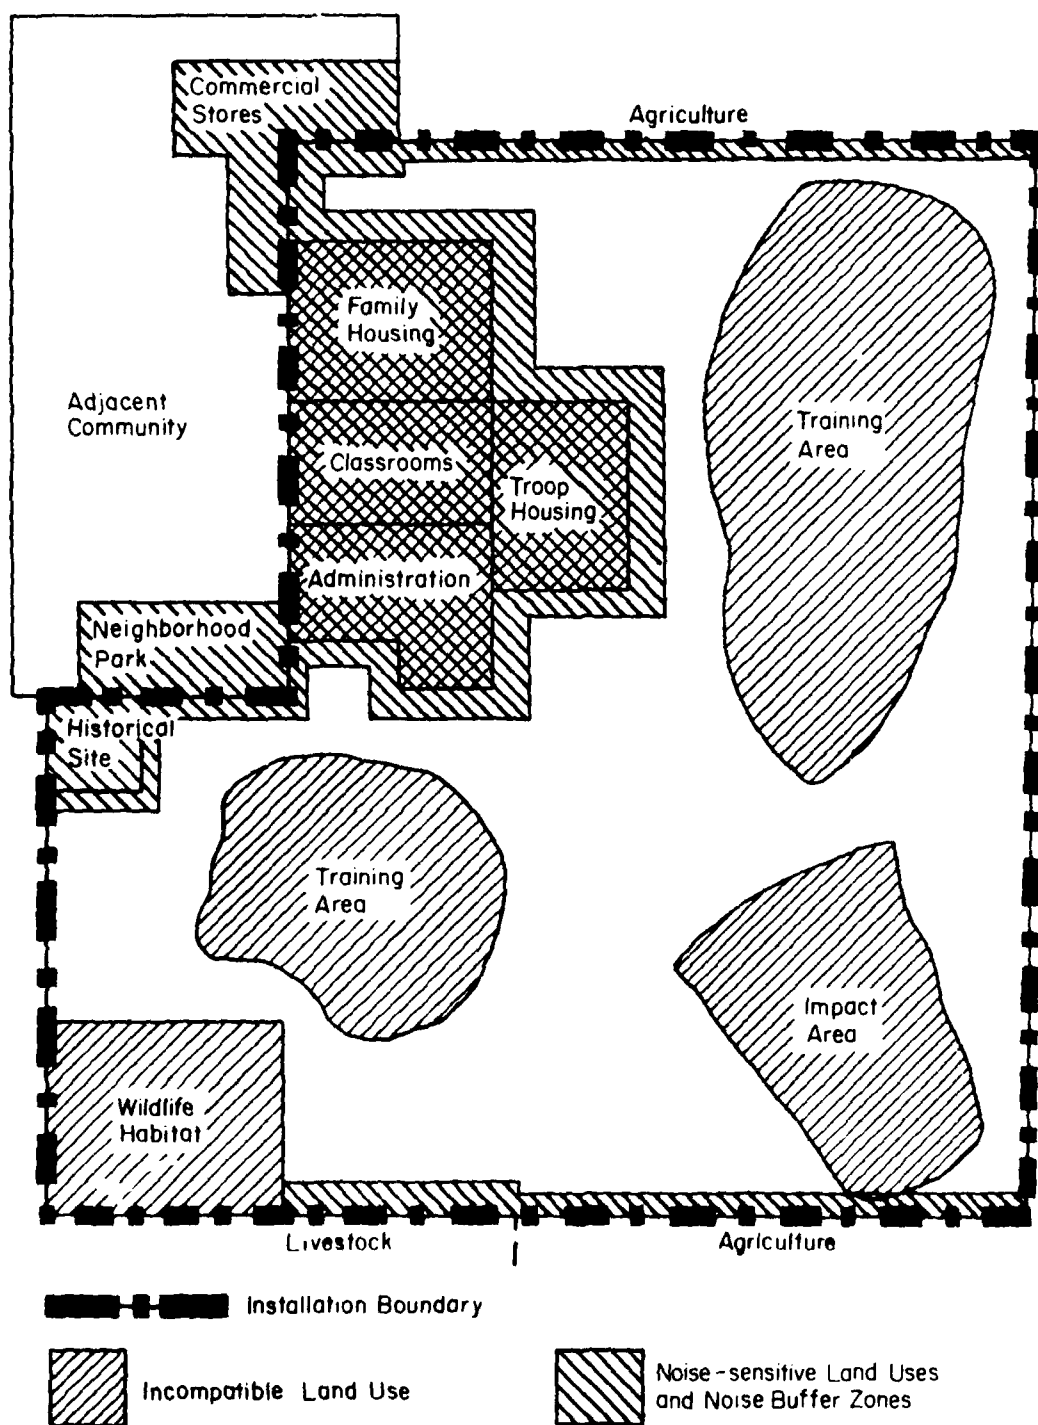 Commercial
Stores
Agriculture
Family
Housing
Adjacent
Community
Classrooms
Troop
Housing
Training
Area
Administration
Neighborhood
Park
Historical
Site
Training
Area
Impact
Area
Wildlife
Habitat
Livestock
Agriculture
Installation Boundary
Incompatible Land Use
Noise-sensitive Land Uses
and Noise Buffer Zones